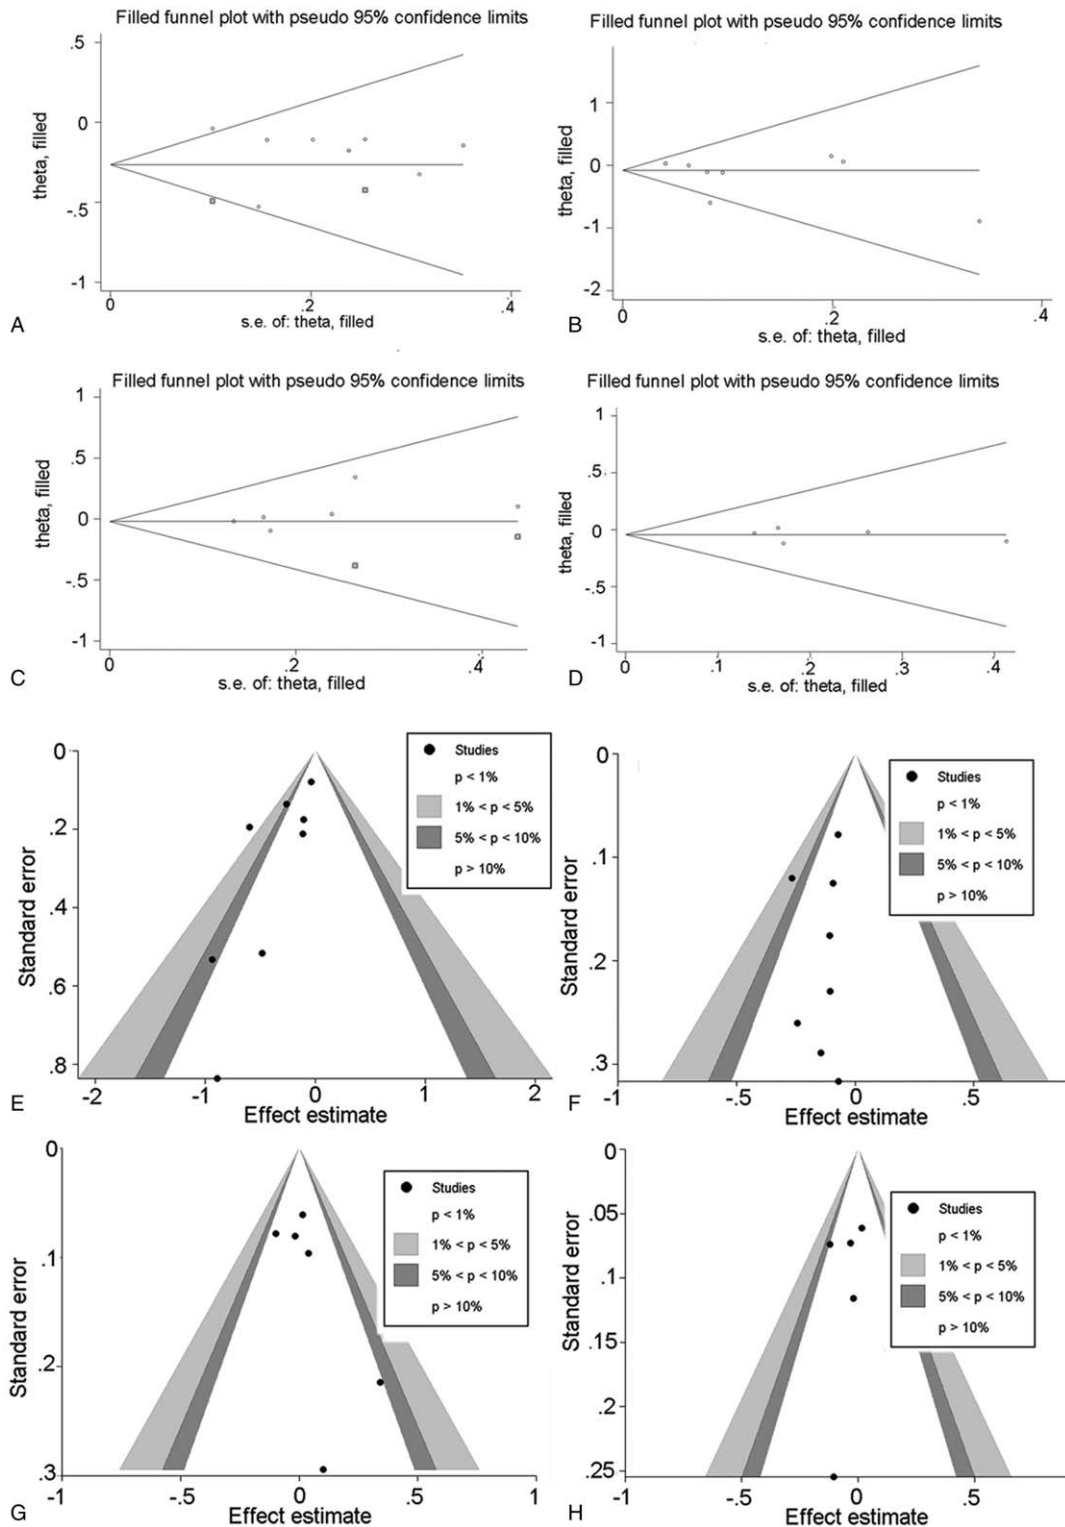 Filled funnel plot with pseudo 95% confidence limits
.5
0
-.5
-1
theta, filled
0
.2
.4
s.e. of: theta, filled
A
Filled funnel plot with pseudo 95% confidence limits
1
0
-1
-2
theta, filled
0
.2
.4
s.e. of: theta, filled
B
Filled funnel plot with pseudo 95% confidence limits
1
.5
0
-.5
-1
theta, filled
0
.2
.4
s.e. of: theta, filled
C
Filled funnel plot with pseudo 95% confidence limits
1
.5
0
-.5
-1
theta, filled
0
.1
.2
.3
.4
s.e. of: theta, filled
D
Studies
p < 1%
1% < p < 5%
5% < p < 10%
p > 10%
0
.2
.4
.6
.8
Standard error
-2
-1
0
1
2
Effect estimate
E
Studies
p < 1%
1% < p < 5%
5% < p < 10%
p > 10%
0
.1
.2
.3
Standard error
-1
-.5
0
.5
Effect estimate
F
Studies
p < 1%
1% < p < 5%
5% < p < 10%
p > 10%
0
.1
.2
.3
Standard error
-1
-.5
0
.5
1
Effect estimate
G
Studies
p < 1%
1% < p < 5%
5% < p < 10%
p > 10%
0
.05
.1
.15
.2
.25
Standard error
-1
-.5
0
.5
Effect estimate
H